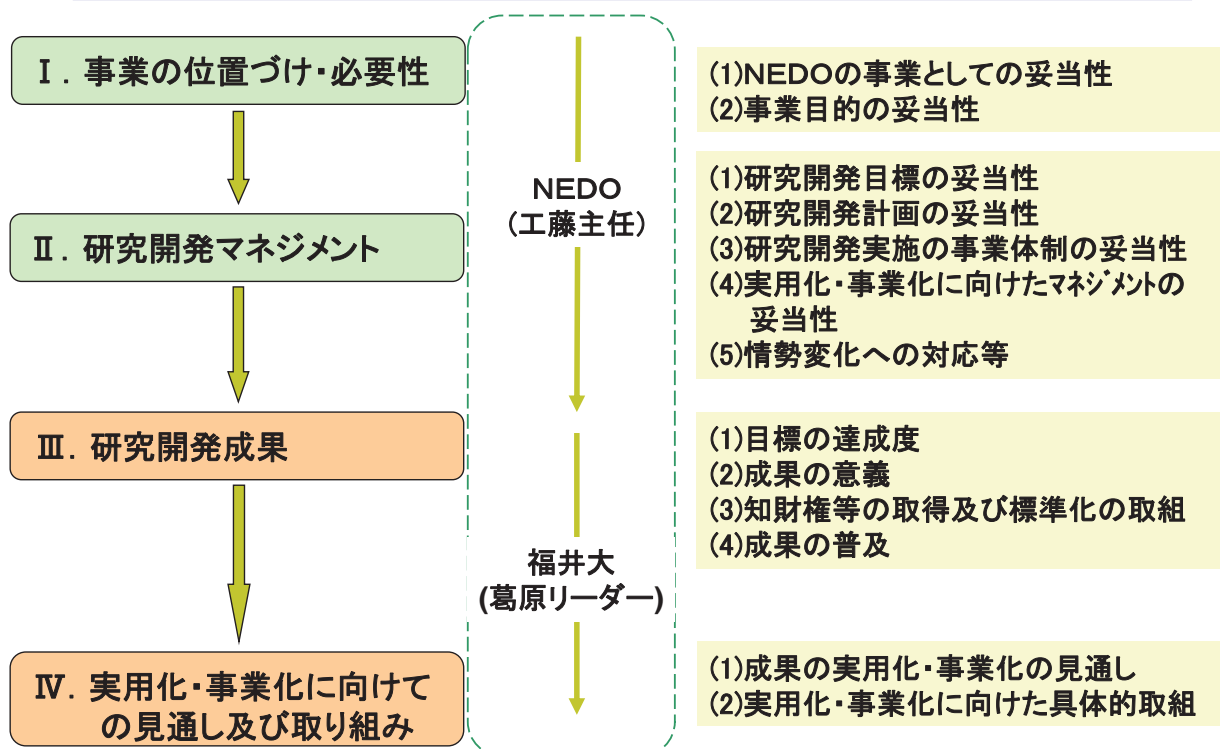 Ⅰ. 事業の位置づけ・必要性
(1)NEDOの事業としての妥当性
(2)事業目的の妥当性
NEDO
(工藤主任)
Ⅱ. 研究開発マネジメント
(1)研究開発目標の妥当性
(2)研究開発計画の妥当性
(3)研究開発実施の事業体制の妥当性
(4)実用化・事業化に向けたﾏﾈｼﾞﾒﾝﾄの
妥当性
(5)情勢変化への対応等
Ⅲ. 研究開発成果
(1)目標の達成度
(2)成果の意義
(3)知財権等の取得及び標準化の取組
(4)成果の普及
福井大
(葛原リーダー)
Ⅳ. 実用化・事業化に向けて
の見通し及び取り組み
(1)成果の実用化・事業化の見通し
(2)実用化・事業化に向けた具体的取組